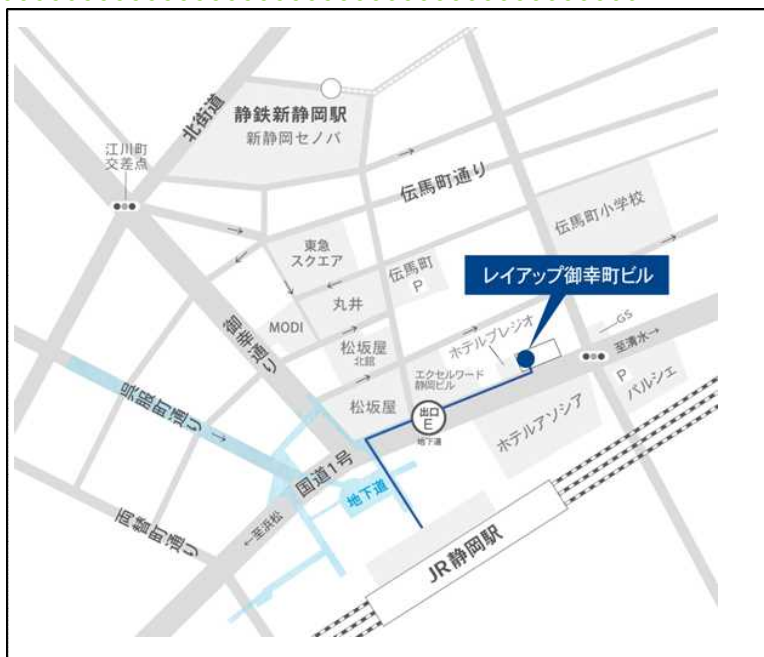 北街道
静鉄新静岡駅
新静岡セノバ
江川町
交差点
伝馬町通り
伝馬町小学校
東急
スクエア
伝馬町
P
レイアップ御幸町ビル
丸井
MODI
御幸通り
松坂屋
北館
ホテルプレジオ
GS
至清水→
エクセルワード
静岡ビル
P
パルシェ
呉服町通り
松坂屋
出口
E
地下道
ホテルアソシア
国道1号
地下道
両替町通り
←至浜松
JR静岡駅